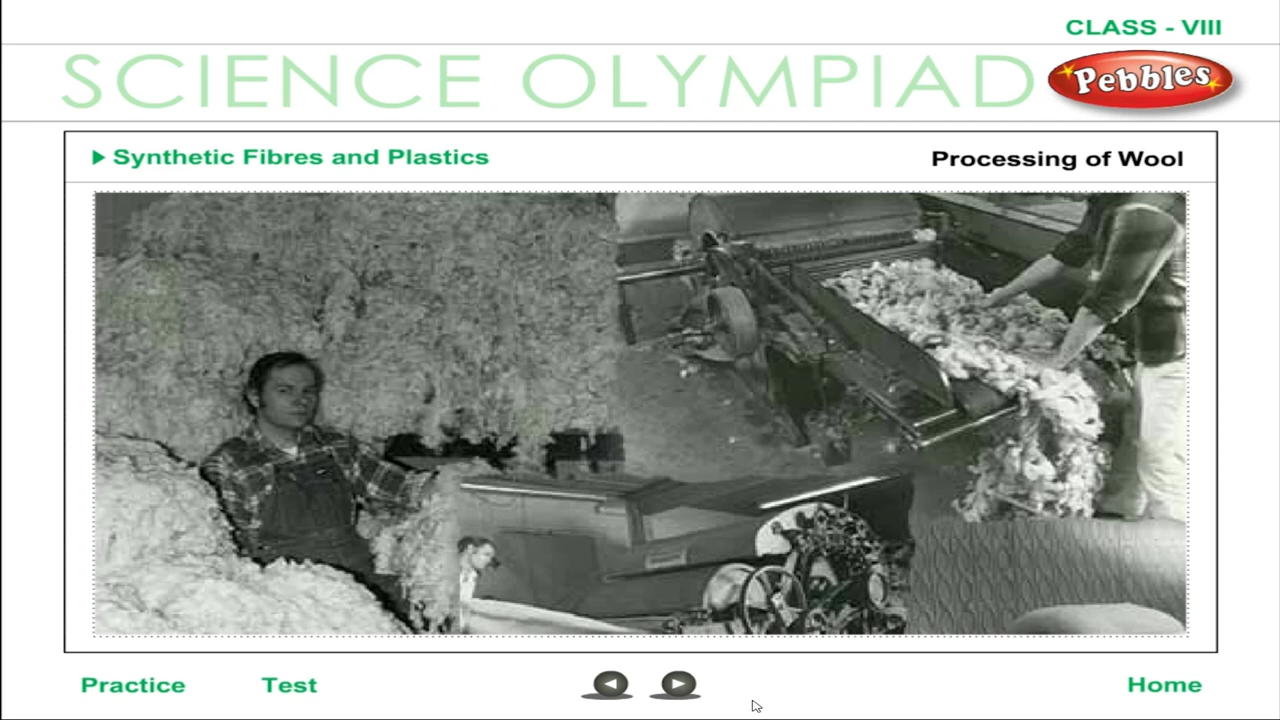 CLASS - VIII
SCIENCE OLYMPIAD
Pebbles
Synthetic Fibres and Plastics
Processing of Wool
Practice
Test
Home